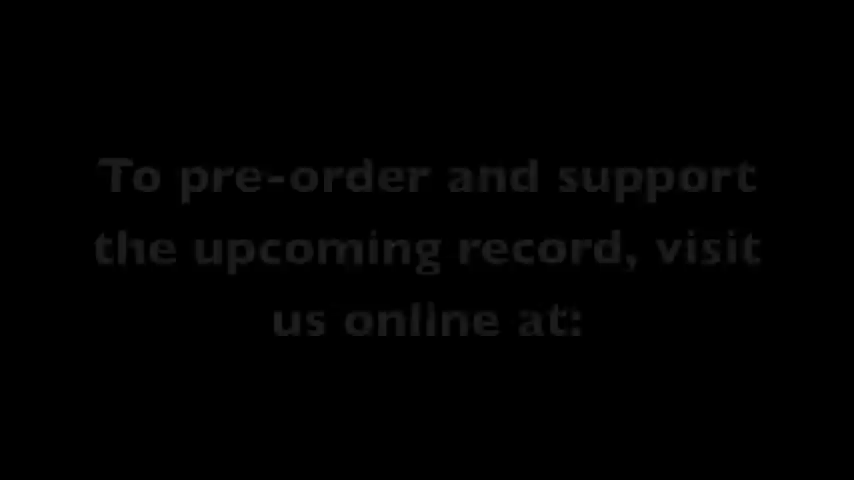 To pre-order and support
the upcoming record, visit
us online at: